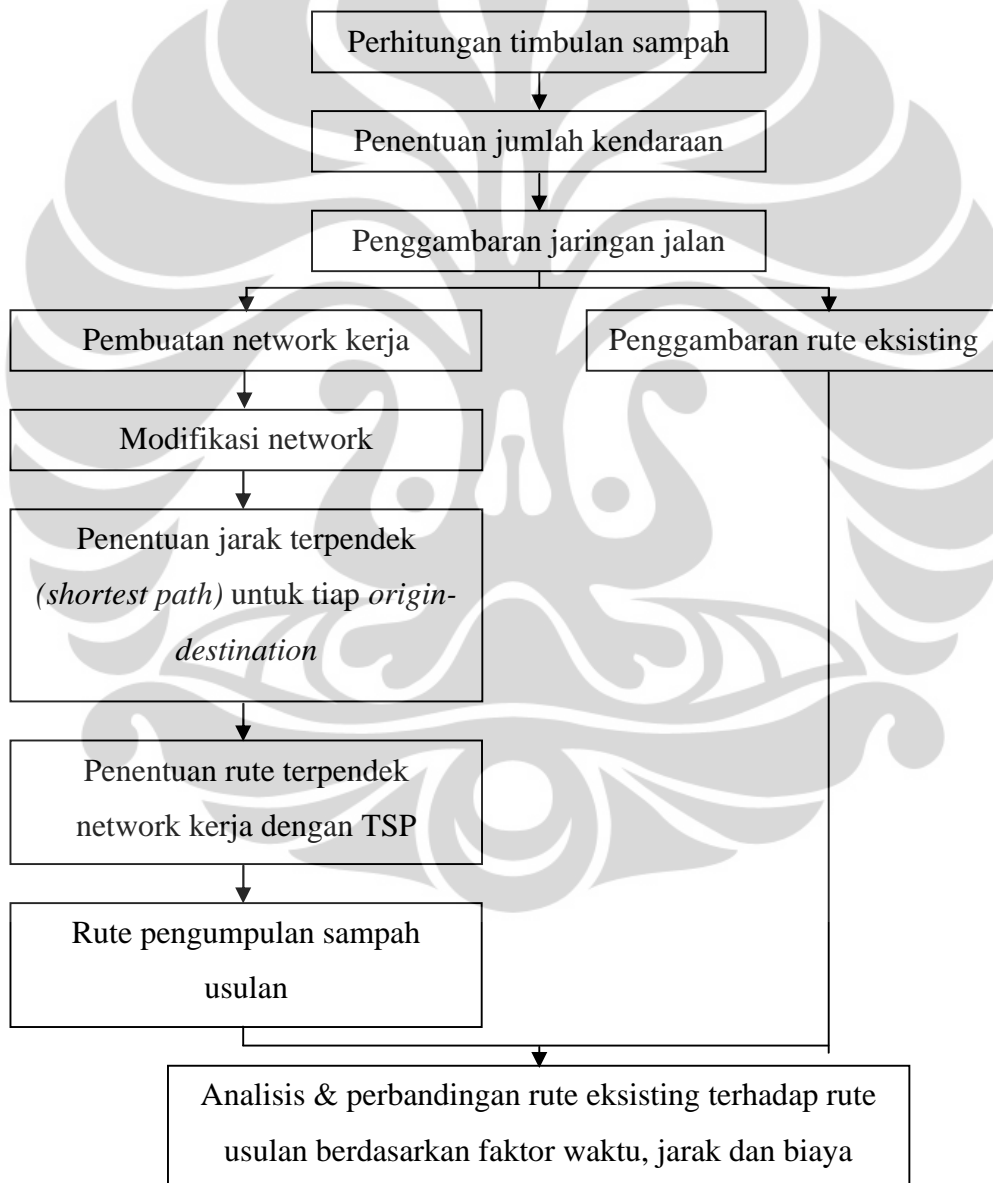 Perhitungan timbulan sampah
Penentuan jumlah kendaraan
Penggambaran jaringan jalan
Pembuatan network kerja
Penggambaran rute eksisting
Modifikasi network
Penentuan jarak terpendek
(shortest path) untuk tiap origin-
destination
Penentuan rute terpendek
network kerja dengan TSP
Rute pengumpulan sampah
usulan
Analisis & perbandingan rute eksisting terhadap rute
usulan berdasarkan faktor waktu, jarak dan biaya